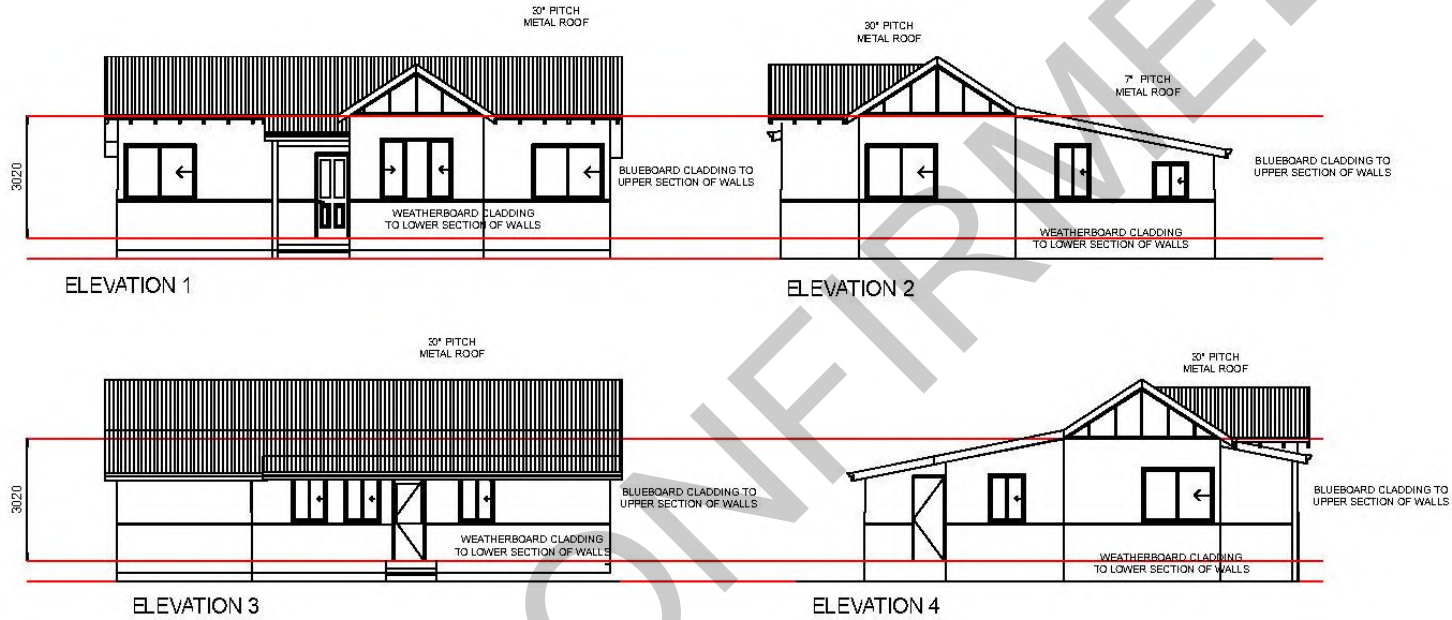 30° PITCH
METAL ROOF
3020
BLUEBOARD CLADDING TO
UPPER SECTION OF WALLS
WEATHERBOARD CLADDING
TO LOWER SECTION OF WALLS
ELEVATION 1
30° PITCH
METAL ROOF
7° PITCH
METAL ROOF
BLUEBOARD CLADDING TO
UPPER SECTION OF WALLS
WEATHERBOARD CLADDING
TO LOWER SECTION OF WALLS
ELEVATION 2
30° PITCH
METAL ROOF
3020
BLUEBOARD CLADDING TO
UPPER SECTION OF WALLS
WEATHERBOARD CLADDING
TO LOWER SECTION OF WALLS
ELEVATION 3
30° PITCH
METAL ROOF
BLUEBOARD CLADDING TO
UPPER SECTION OF WALLS
WEATHERBOARD CLADDING
TO LOWER SECTION OF WALLS
ELEVATION 4
ONFIRME